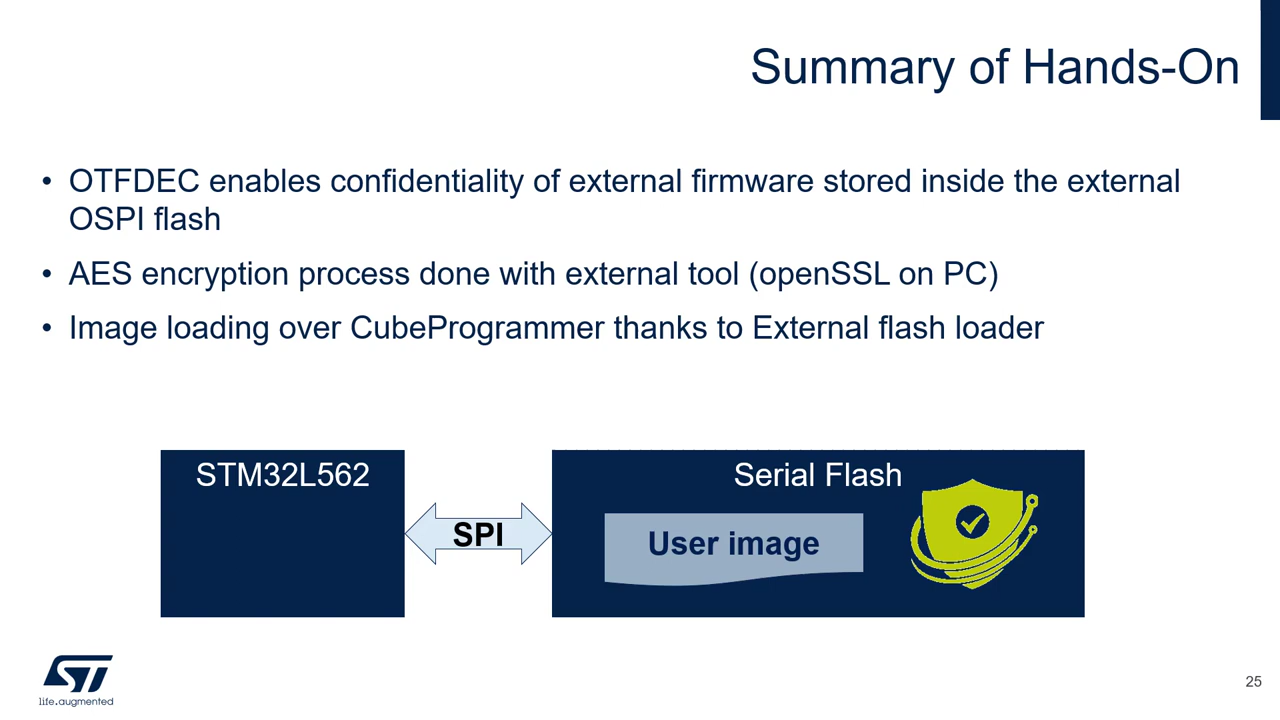 Summary of Hands-On
• OTFDEC enables confidentiality of external firmware stored inside the external
OSPI flash
• AES encryption process done with external tool (openSSL on PC)
• Image loading over CubeProgrammer thanks to External flash loader
STM32L562
SPI
Serial Flash
User image
ST
life.augmented
25